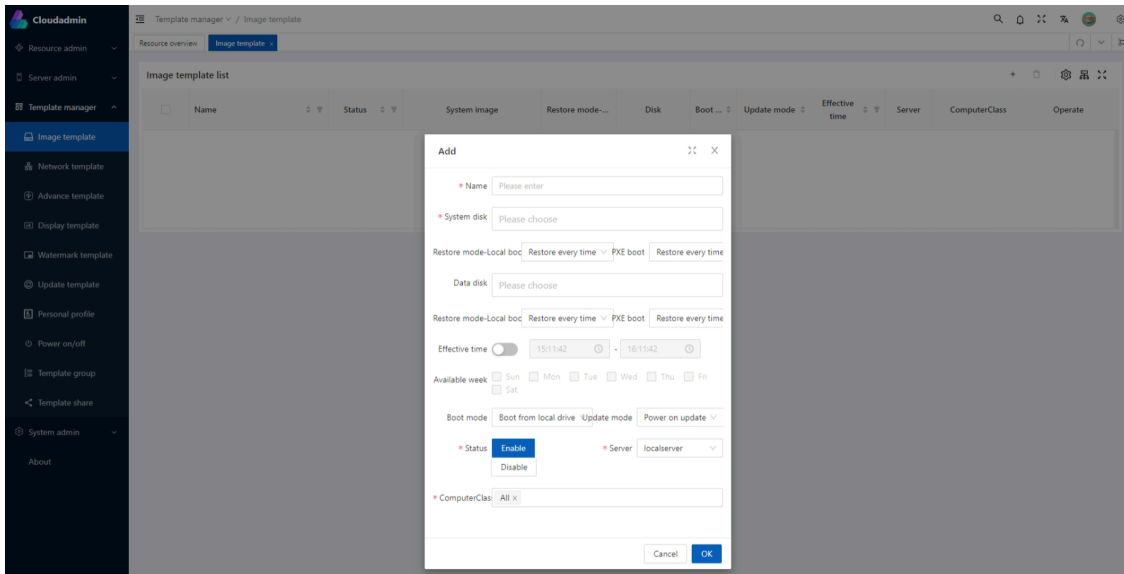 Cloudadmin
Template manager / Image template
Resource admin
Resource overview
Image template ×
Server admin
Image template list
Template manager
Name
Status
System image
Restore mode-...
Disk
Boot ...
Update mode
Effective time
Server
ComputerClass
Operate
Image template
Network template
Advance template
Display template
Watermark template
Update template
Personal profile
Power on/off
Template group
Template share
System admin
About
Add
* Name Please enter
* System disk Please choose
Restore mode-Local boc Restore every time PXE boot Restore every time
Data disk Please choose
Restore mode-Local boc Restore every time PXE boot Restore every time
Effective time 15:11:42 - 16:11:42
Available week Sun Mon Tue Wed Thu Fri
Sat
Boot mode Boot from local drive Update mode Power on update
* Status Enable * Server localserver
Disable
* ComputerClas All ×
Cancel OK